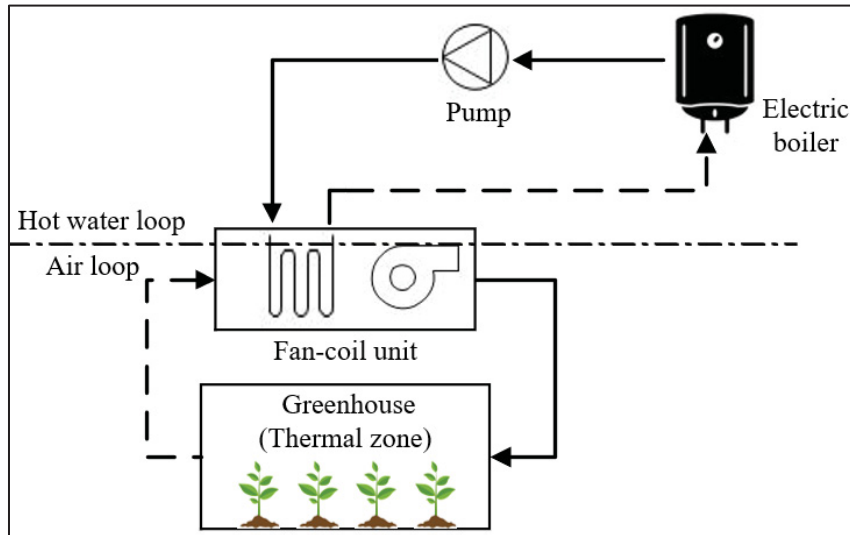 Pump
Electric
boiler
Hot water loop
Air loop
Fan-coil unit
Greenhouse
(Thermal zone)